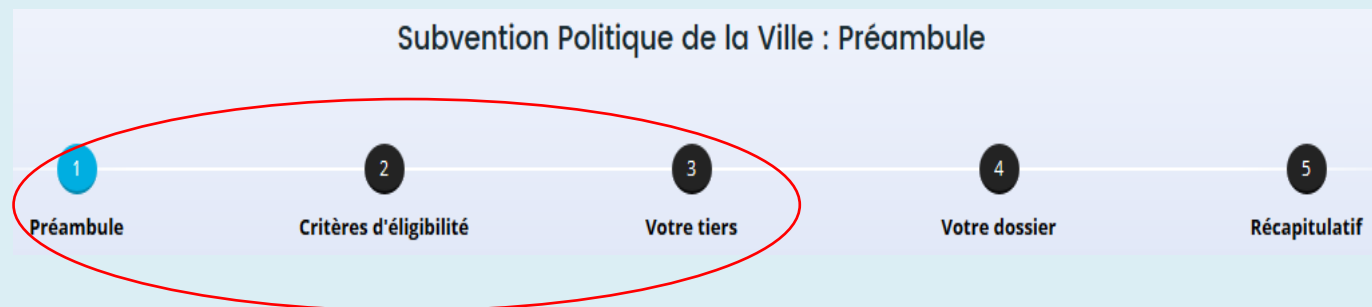 Subvention Politique de la Ville : Préambule
1 2 3 4 5
Préambule Critères d'éligibilité Votre tiers Votre dossier Récapitulatif